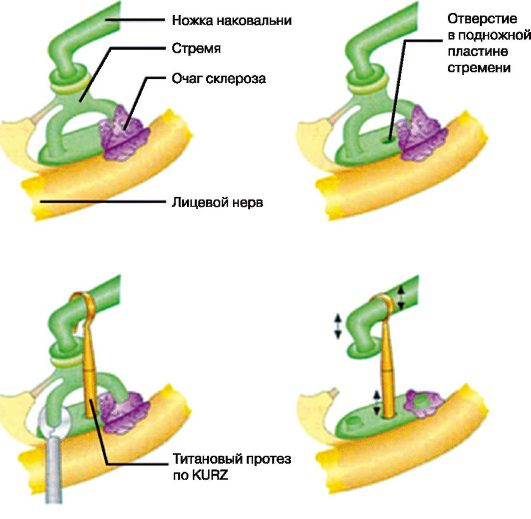 Ножка наковальни
Стремя
Очаг склероза
Лицевой нерв
Отверстие
в подножной
пластине
стремени
Титановый протез
по KURZ